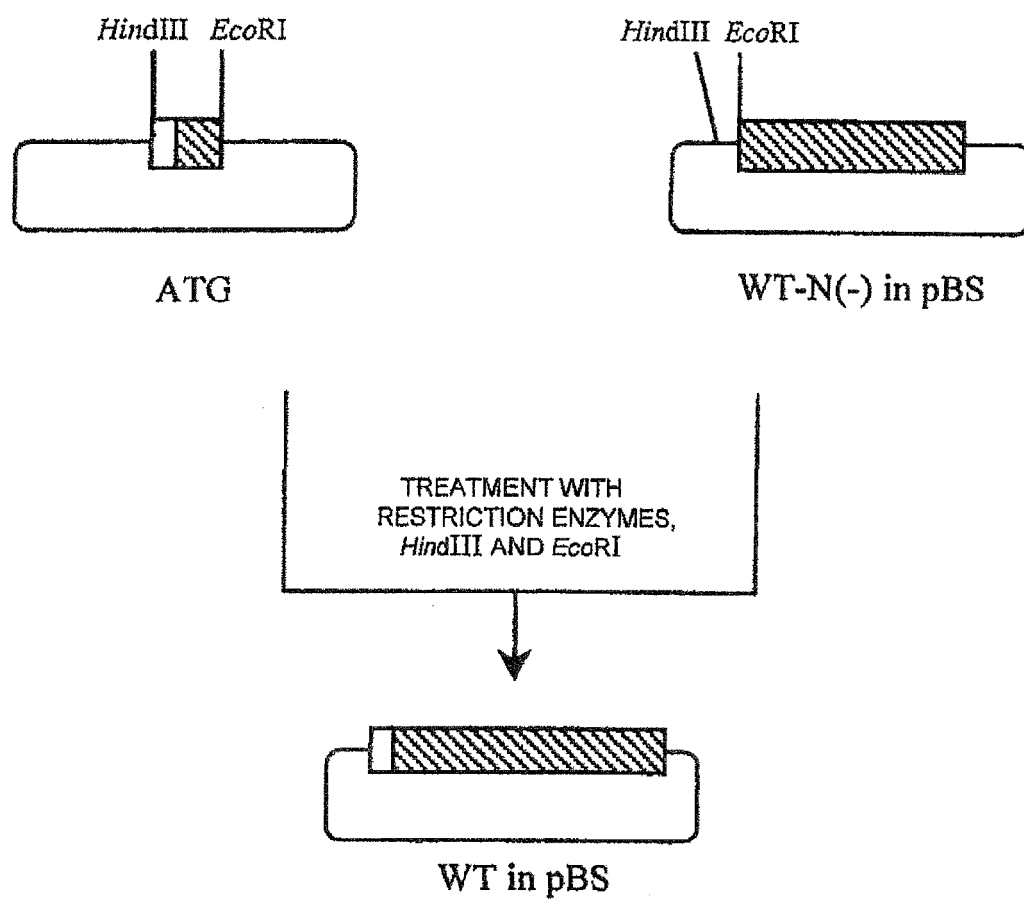 HindIII EcoRI
HindIII EcoRI
ATG
WT-N(-) in pBS
TREATMENT WITH
RESTRICTION ENZYMES,
HindIII AND EcoRI
WT in pBS